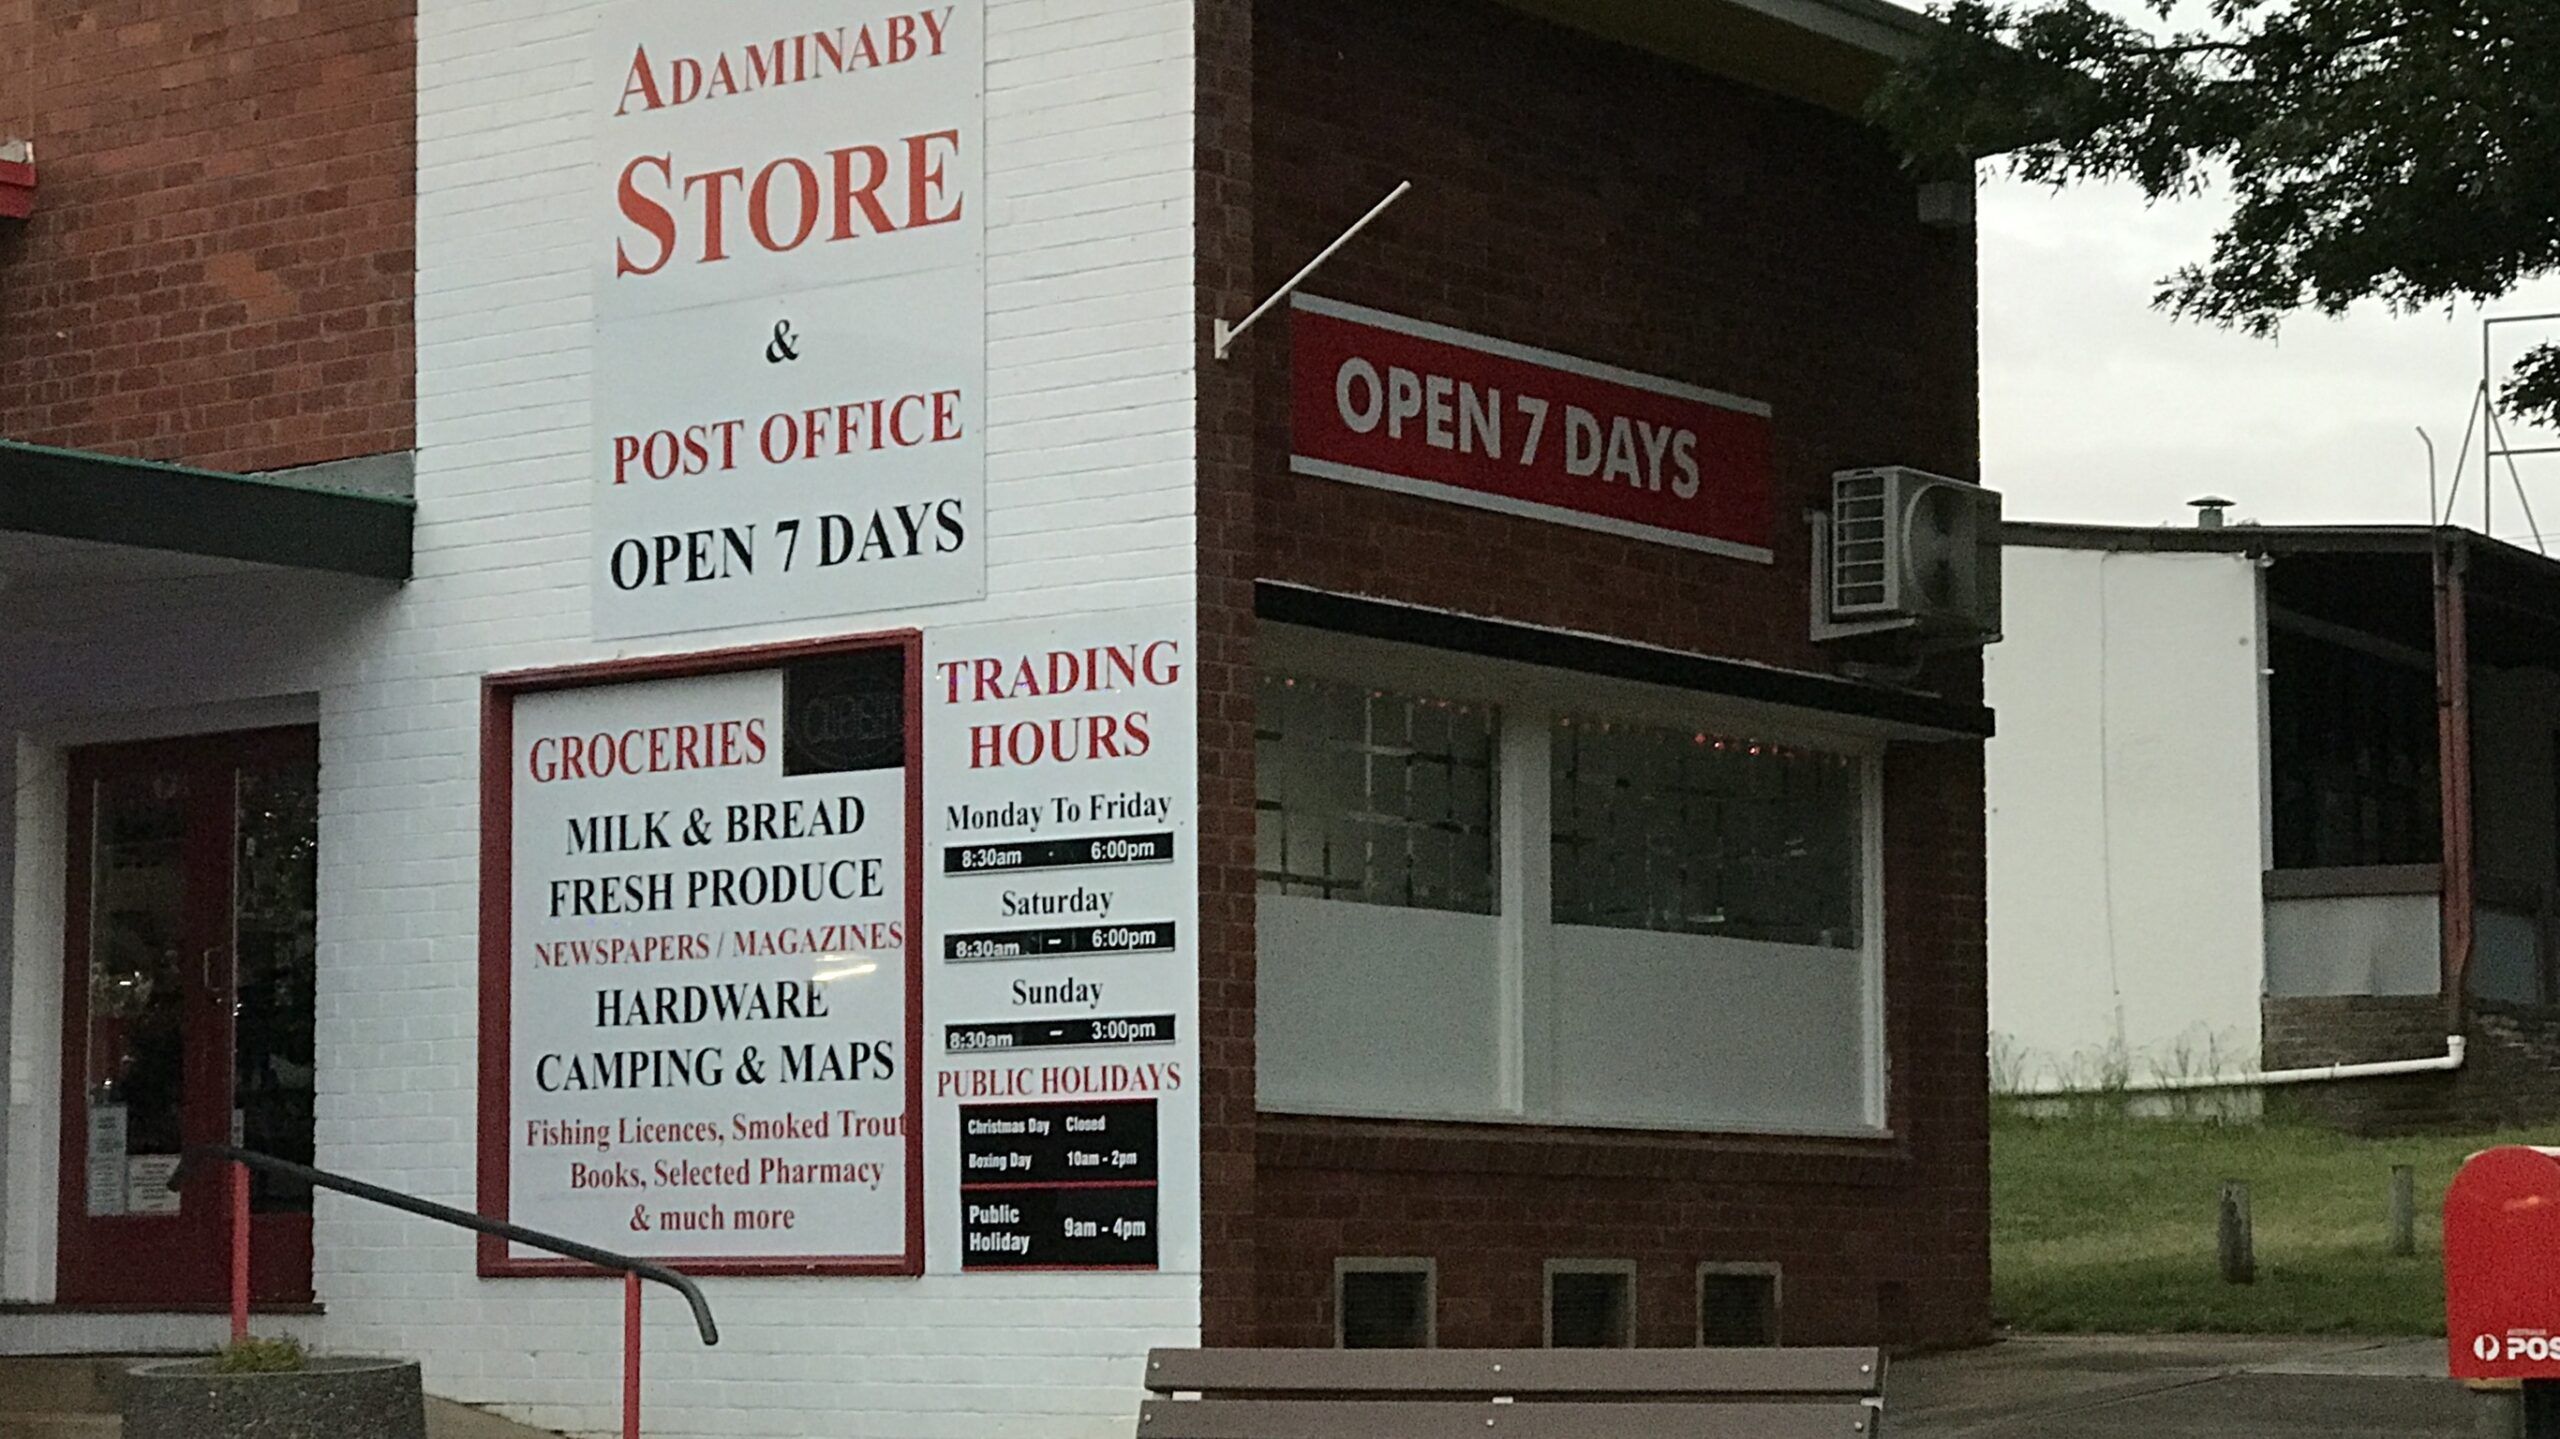 ADAMINABY
STORE
&
POST OFFICE
OPEN 7 DAYS
OPEN 7 DAYS
GROCERIES
MILK & BREAD
FRESH PRODUCE
NEWSPAPERS / MAGAZINES
HARDWARE
CAMPING & MAPS
Fishing Licences, Smoked Trout
Books, Selected Pharmacy
& much more
TRADING
HOURS
Monday To Friday
8:30am - 6:00pm
Saturday
8:30am - 6:00pm
Sunday
8:30am - 3:00pm
PUBLIC HOLIDAYS
Christmas Day Closed
Boxing Day 10am - 2pm
Public
Holiday 9am - 4pm
POS